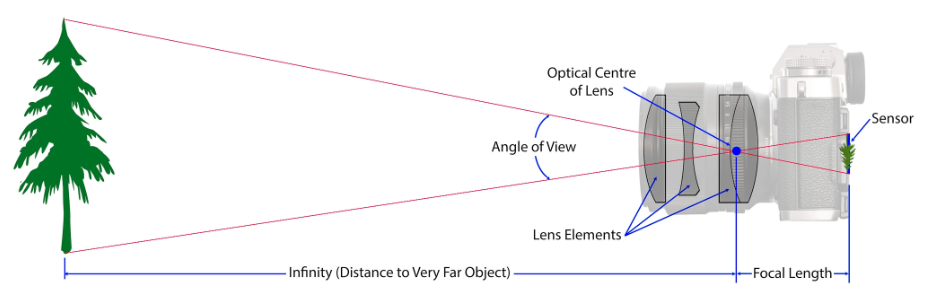 Optical Centre
of Lens
Sensor
Angle of View
Lens Elements
Infinity (Distance to Very Far Object)
Focal Length